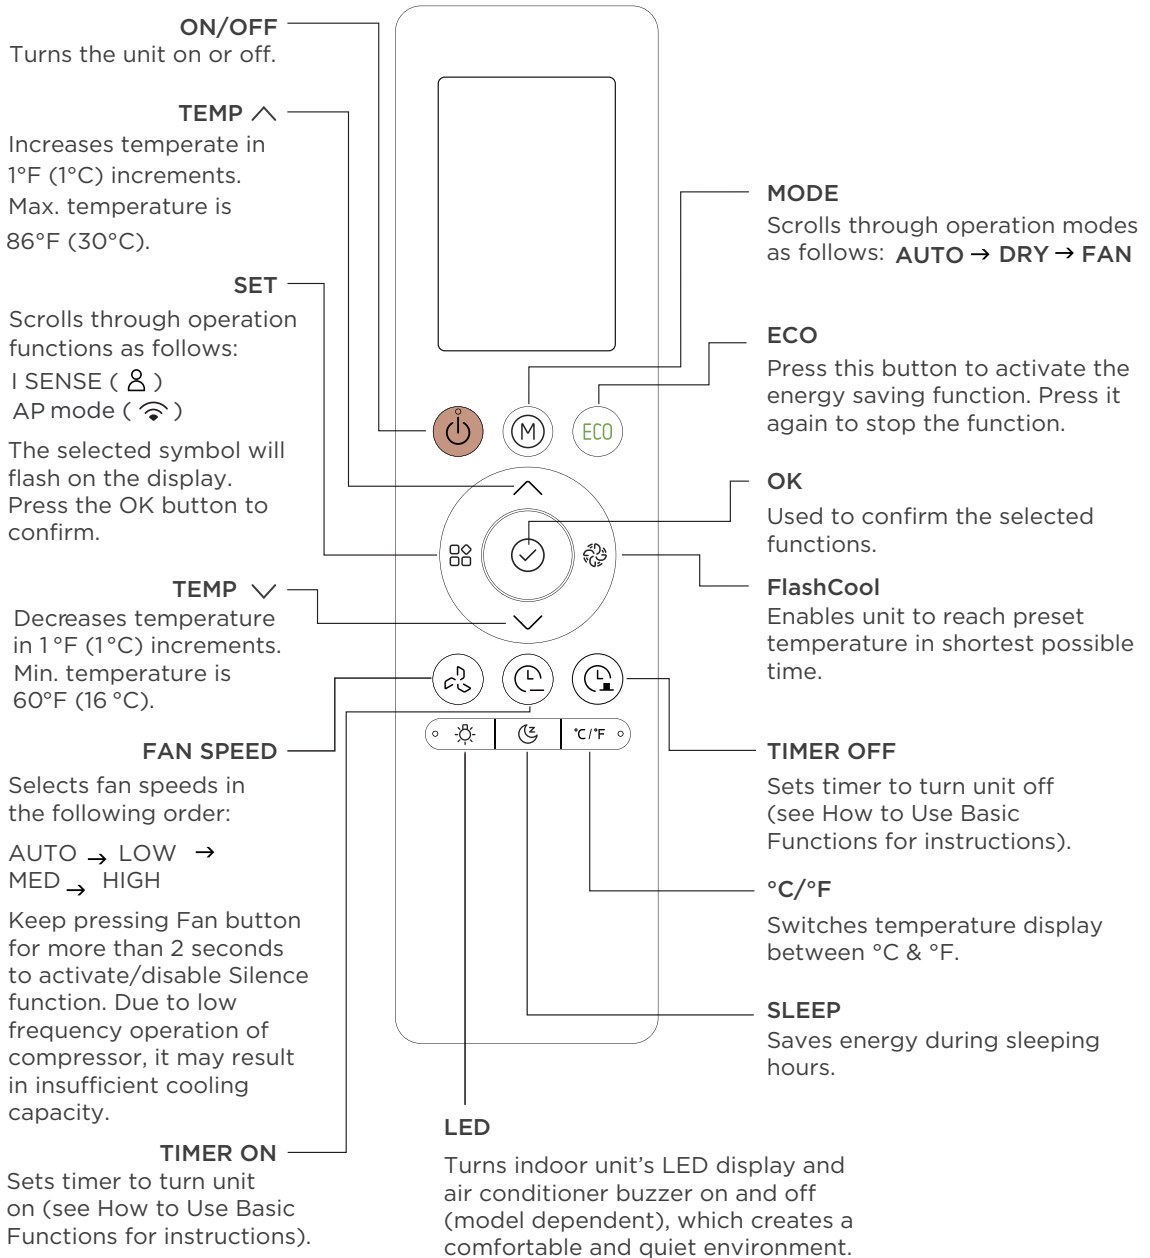 ON/OFF
Turns the unit on or off.
TEMP
Increases temperate in
1°F (1°C) increments.
Max. temperature is
86°F (30°C).
SET
Scrolls through operation
functions as follows:
I SENSE ( )
AP mode ( )
The selected symbol will
flash on the display.
Press the OK button to
confirm.
TEMP
Decreases temperature
in 1°F (1°C) increments.
Min. temperature is
60°F (16 °C).
FAN SPEED
Selects fan speeds in
the following order:
AUTO → LOW →
MED → HIGH
Keep pressing Fan button
for more than 2 seconds
to activate/disable Silence
function. Due to low
frequency operation of
compressor, it may result
in insufficient cooling
capacity.
TIMER ON
Sets timer to turn unit
on (see How to Use Basic
Functions for instructions).
M
ECO
z
°C/°F
LED
Turns indoor unit's LED display and
air conditioner buzzer on and off
(model dependent), which creates a
comfortable and quiet environment.
MODE
Scrolls through operation modes
as follows: AUTO → DRY → FAN
ECO
Press this button to activate the
energy saving function. Press it
again to stop the function.
OK
Used to confirm the selected
functions.
FlashCool
Enables unit to reach preset
temperature in shortest possible
time.
TIMER OFF
Sets timer to turn unit off
(see How to Use Basic
Functions for instructions).
°C/°F
Switches temperature display
between °C & °F.
SLEEP
Saves energy during sleeping
hours.